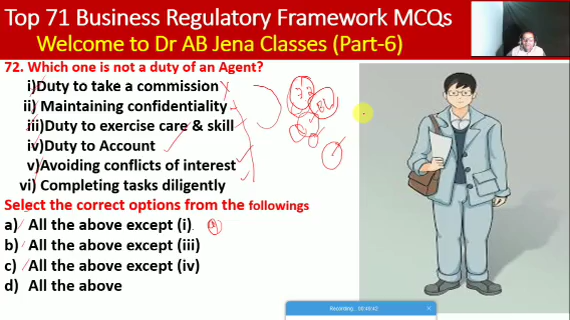 Top 71 Business Regulatory Framework MCQs
Welcome to Dr AB Jena Classes (Part-6)
72. Which one is not a duty of an Agent?
i)Duty to take a commission
ii) Maintaining confidentiality
iii)Duty to exercise care & skill
iv)Duty to Account
v)Avoiding conflicts of interest
vi) Completing tasks diligently
Select the correct options from the followings
a) All the above except (i)
b) All the above except (iii)
c) All the above except (iv)
d) All the above